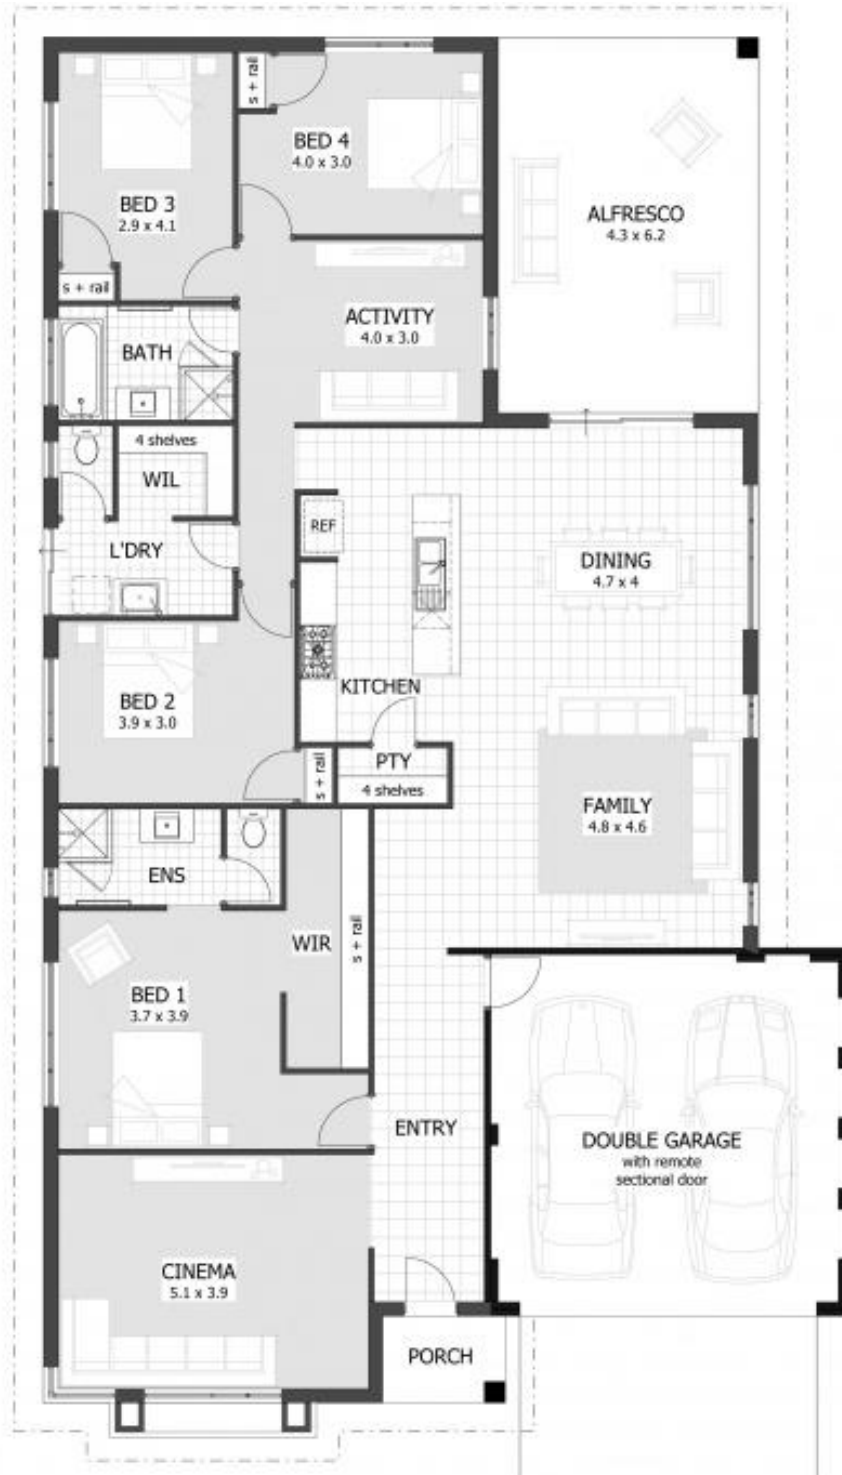 s + rail
BED 4
4.0 x 3.0
BED 3
2.9 x 4.1
ALFRESCO
4.3 x 6.2
s + rail
ACTIVITY
4.0 x 3.0
BATH
4 shelves
WIL
REF
L'DRY
DINING
4.7 x 4
KITCHEN
BED 2
3.9 x 3.0
s + rail
PTY
4 shelves
FAMILY
4.8 x 4.6
ENS
WIR
s + rail
BED 1
3.7 x 3.9
ENTRY
DOUBLE GARAGE
with remote
sectional door
CINEMA
5.1 x 3.9
PORCH